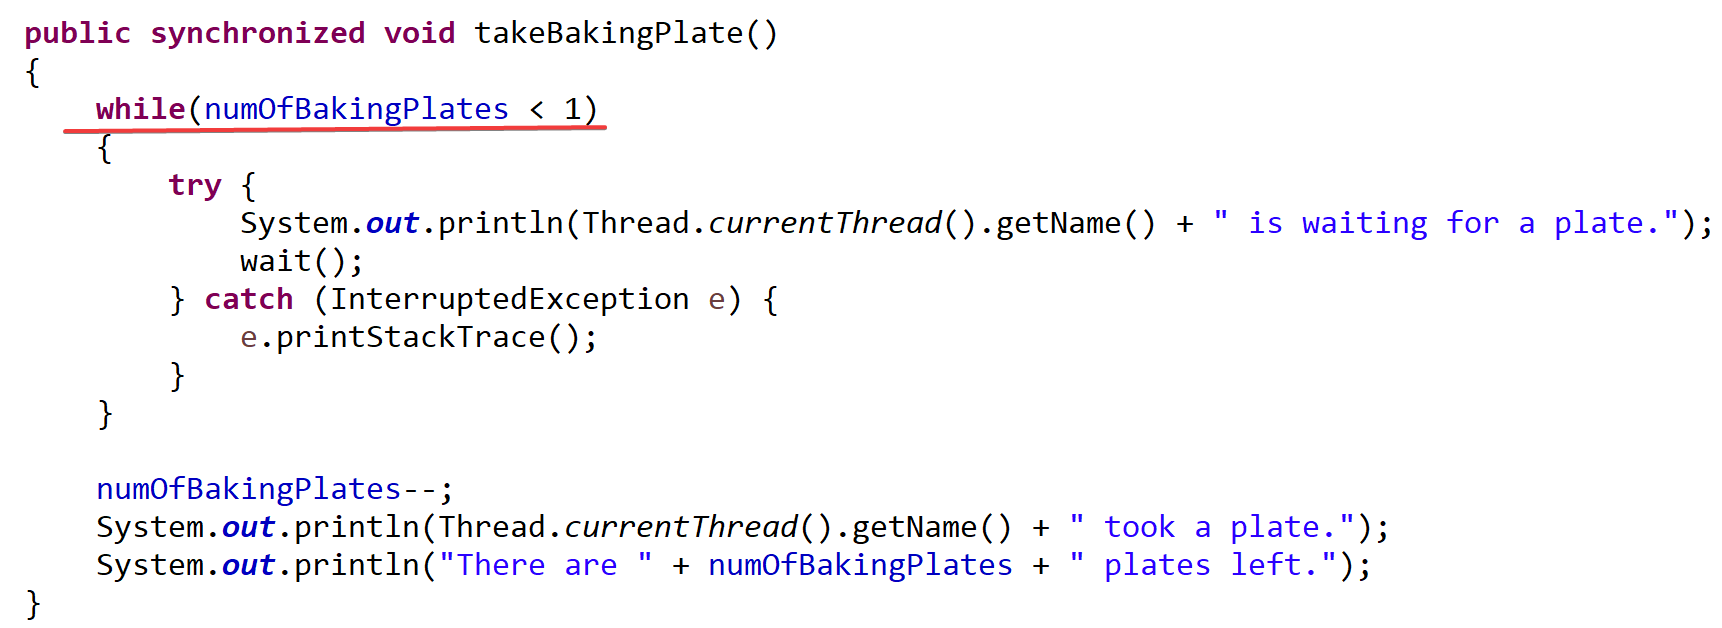 public synchronized void takeBakingPlate()
{
    while(numOfBakingPlates < 1)
    {
        try {
            System.out.println(Thread.currentThread().getName() + " is waiting for a plate.");
            wait();
        } catch (InterruptedException e) {
            e.printStackTrace();
        }
    }

    numOfBakingPlates--;
    System.out.println(Thread.currentThread().getName() + " took a plate.");
    System.out.println("There are " + numOfBakingPlates + " plates left.");
}